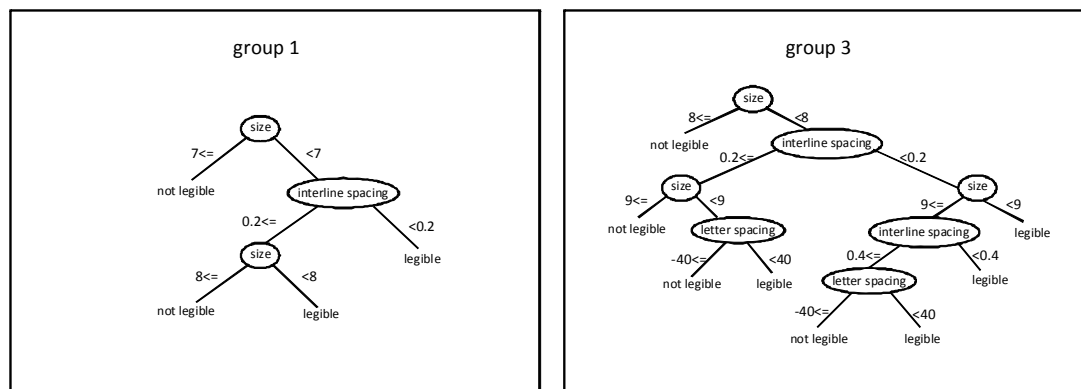 group 1
size
7<=
<7
not legible
interline spacing
0.2<=
<0.2
size
legible
8<=
<8
not legible
legible
group 3
size
8<=
<8
not legible
interline spacing
0.2<=
<0.2
size
size
9<=
<9
9<=
<9
not legible
letter spacing
interline spacing
legible
-40<=
<40
0.4<=
<0.4
not legible
legible
letter spacing
legible
-40<=
<40
not legible
legible